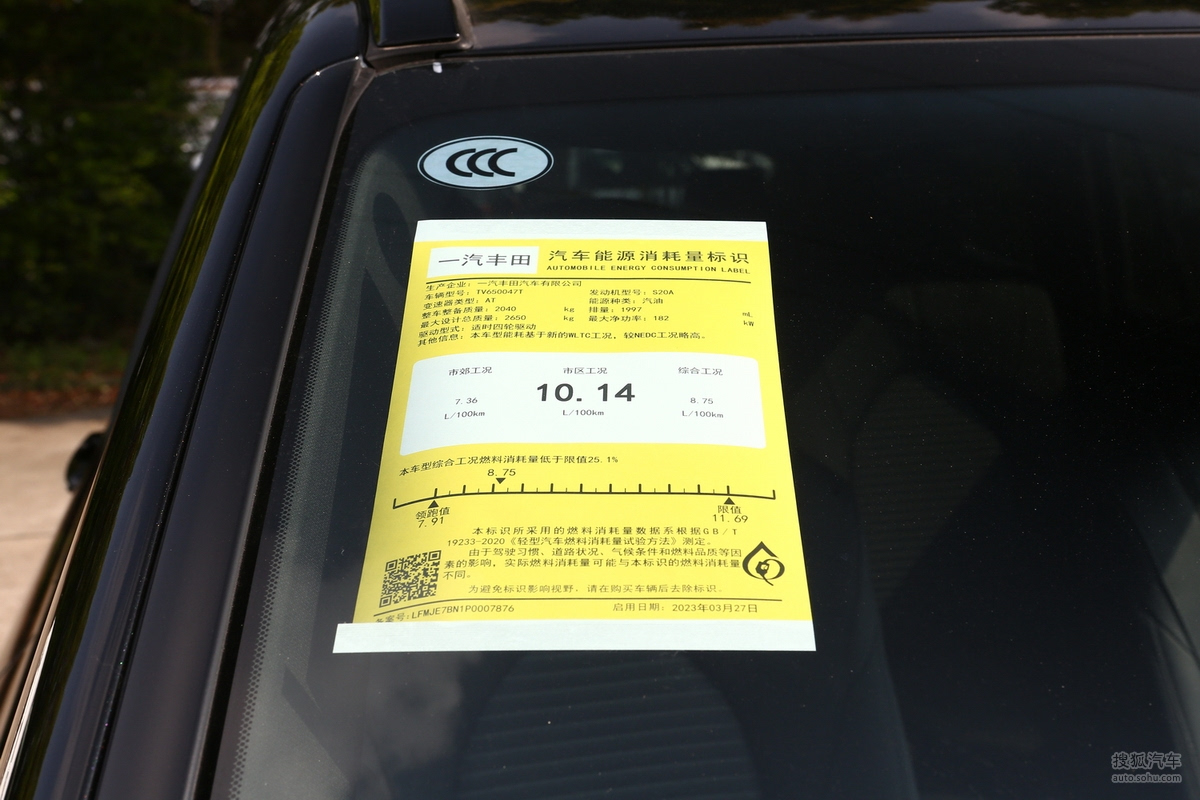 CCC
一汽丰田 汽车能源消耗量标识
AUTOMOBILE ENERGY CONSUMPTION LABEL
生产企业：一汽丰田汽车有限公司
车辆型号：TV650047T 发动机型号：S20A
变速器类型：AT 能源种类：汽油
整车整备质量：2040 kg 排量：1997 mL
最大设计总质量：2650 kg 最大净功率：182 kW
驱动型式：适时四轮驱动
其他信息：本车型能耗基于新的WLTC工况，较NEDC工况略高。
市郊工况 市区工况 综合工况
7.36 10.14 8.75
L/100km L/100km L/100km
本车型综合工况燃料消耗量低于限值25.1%
8.75
领跑值 限值
7.91 11.69
本标识所采用的燃料消耗量数据系根据GB/T
19233-2020《轻型汽车燃料消耗量试验方法》测定。
由于驾驶习惯、道路状况、气候条件和燃料品质等因
素的影响，实际燃料消耗量可能与本标识的燃料消耗量
不同。
为避免标识影响视野，请在购买车辆后去除标识.
备案号：LFMJE7BN1P0007876 启用日期：2023年03月27日
搜狐汽车
auto.sohu.com